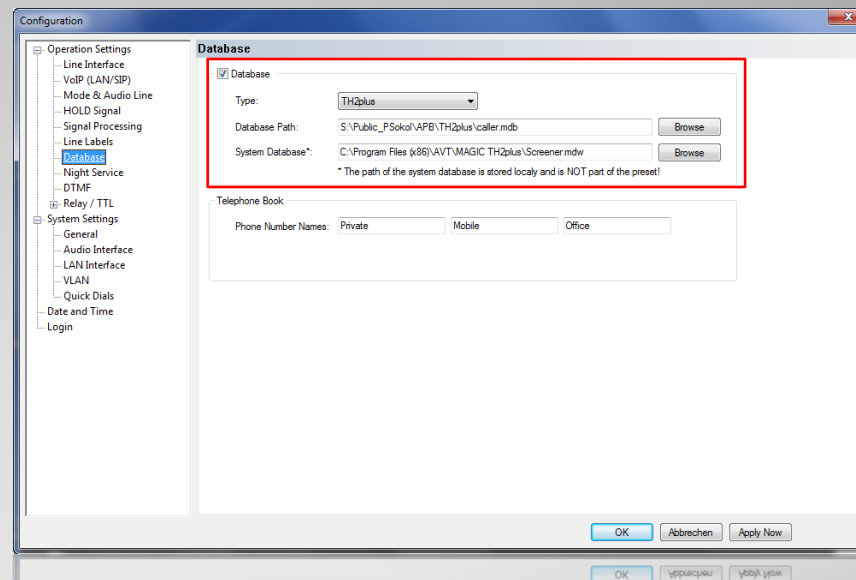 Configuration
X
Operation Settings
Line Interface
VoIP (LAN/SIP)
Mode & Audio Line
HOLD Signal
Signal Processing
Line Labels
Database
Night Service
DTMF
Relay / TTL
System Settings
General
Audio Interface
LAN Interface
VLAN
Quick Dials
Date and Time
Login
Database
Database
Type: TH2plus
Database Path: S:\Public_PSokol\APB\TH2plus\caller.mdb Browse
System Database*: C:\Program Files (x86)\AVT\MAGIC TH2plus\Screener.mdw Browse
* The path of the system database is stored localy and is NOT part of the preset!
Telephone Book
Phone Number Names: Private Mobile Office
OK Abbrechen Apply Now